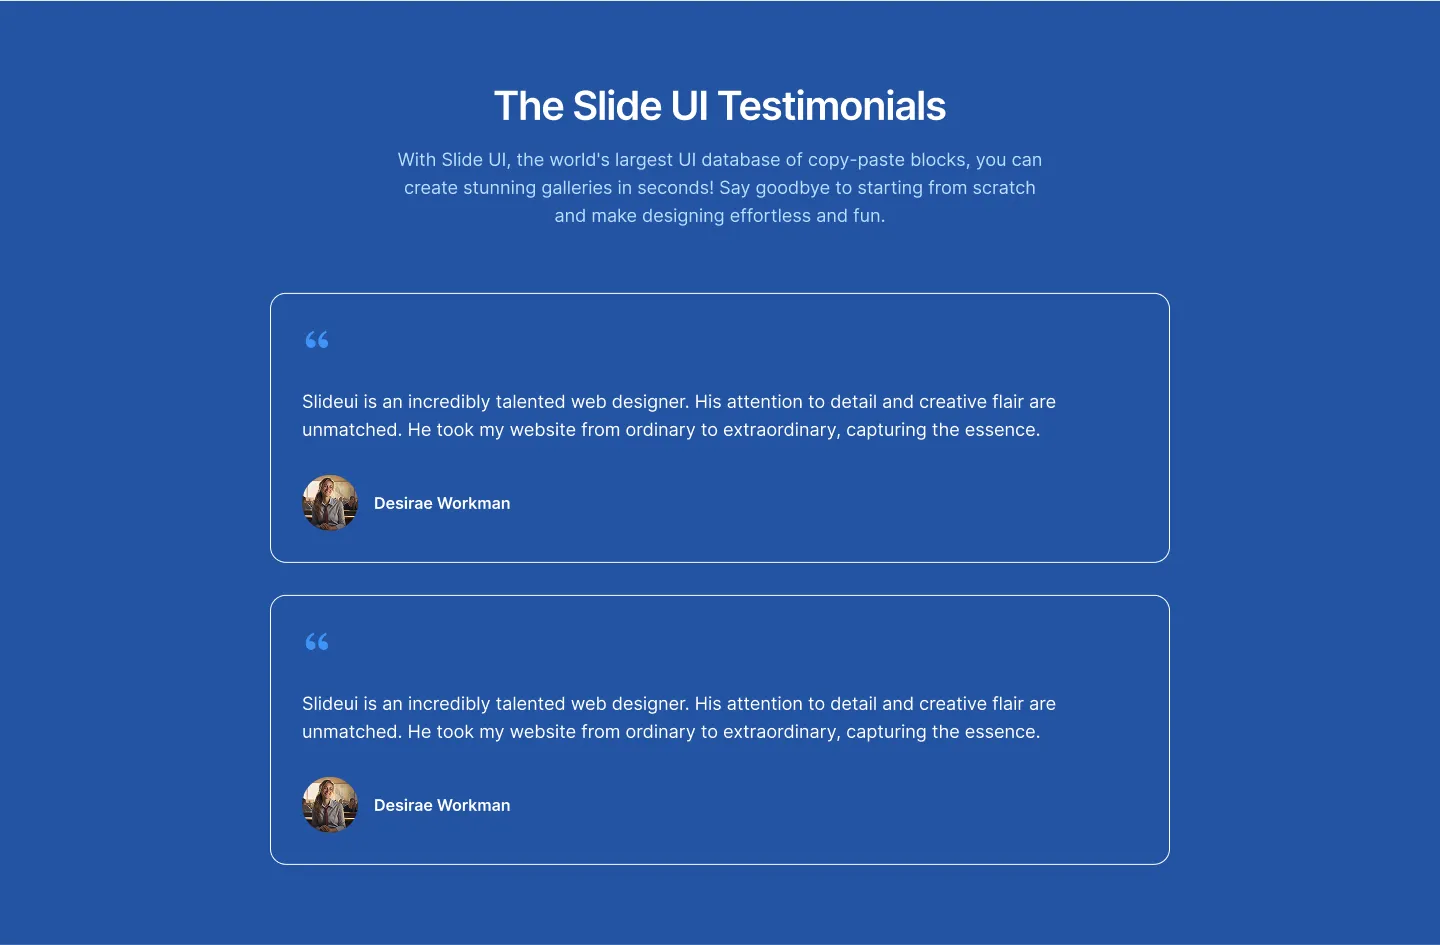 The Slide UI Testimonials
With Slide UI, the world's largest UI database of copy-paste blocks, you can
create stunning galleries in seconds! Say goodbye to starting from scratch
and make designing effortless and fun.
“
Slideui is an incredibly talented web designer. His attention to detail and creative flair are
unmatched. He took my website from ordinary to extraordinary, capturing the essence.
Desirae Workman
“
Slideui is an incredibly talented web designer. His attention to detail and creative flair are
unmatched. He took my website from ordinary to extraordinary, capturing the essence.
Desirae Workman